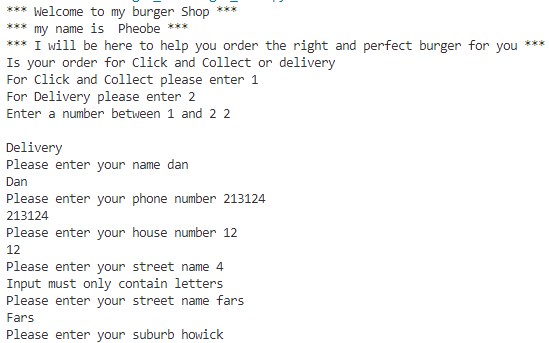 *** Welcome to my burger Shop ***
*** my name is  Pheobe ***
*** I will be here to help you order the right and perfect burger for you ***
Is your order for Click and Collect or delivery
For Click and Collect please enter 1
For Delivery please enter 2
Enter a number between 1 and 2 2

Delivery
Please enter your name dan
Dan
Please enter your phone number 213124
213124
Please enter your house number 12
12
Please enter your street name 4
Input must only contain letters
Please enter your street name fars
Fars
Please enter your suburb howick